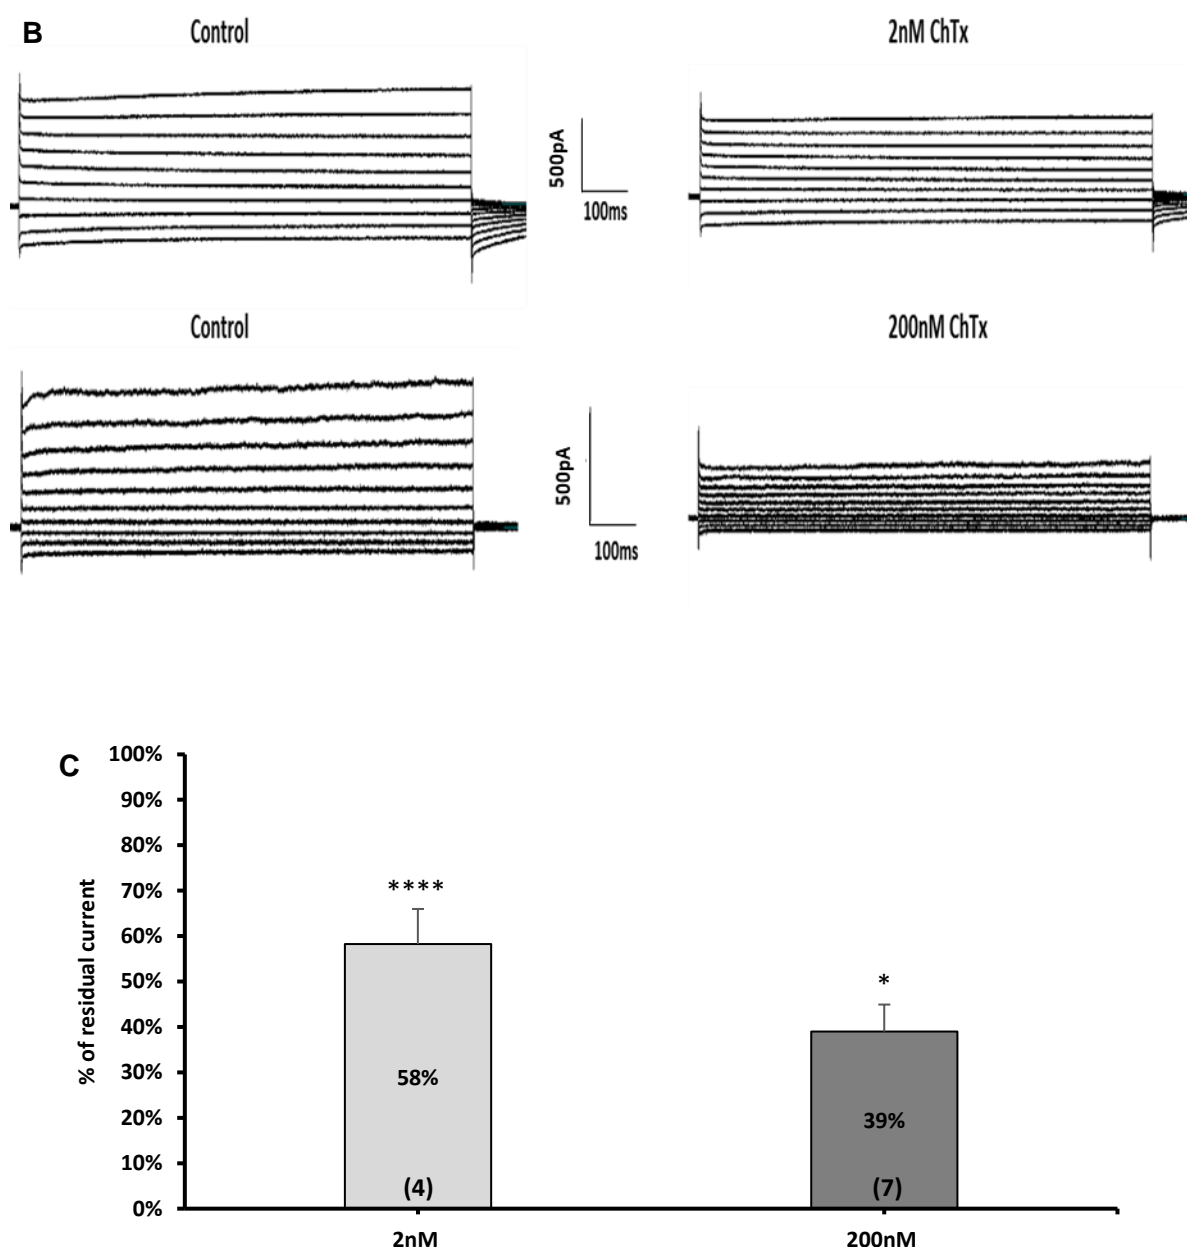 B
Control
2nM ChTx
500pA
100ms
Control
200nM ChTx
500pA
100ms
C
% of residual current
100%
90%
80%
70%
60%
50%
40%
30%
20%
10%
0%
****
58%
(4)
*
39%
(7)
2nM
200nM